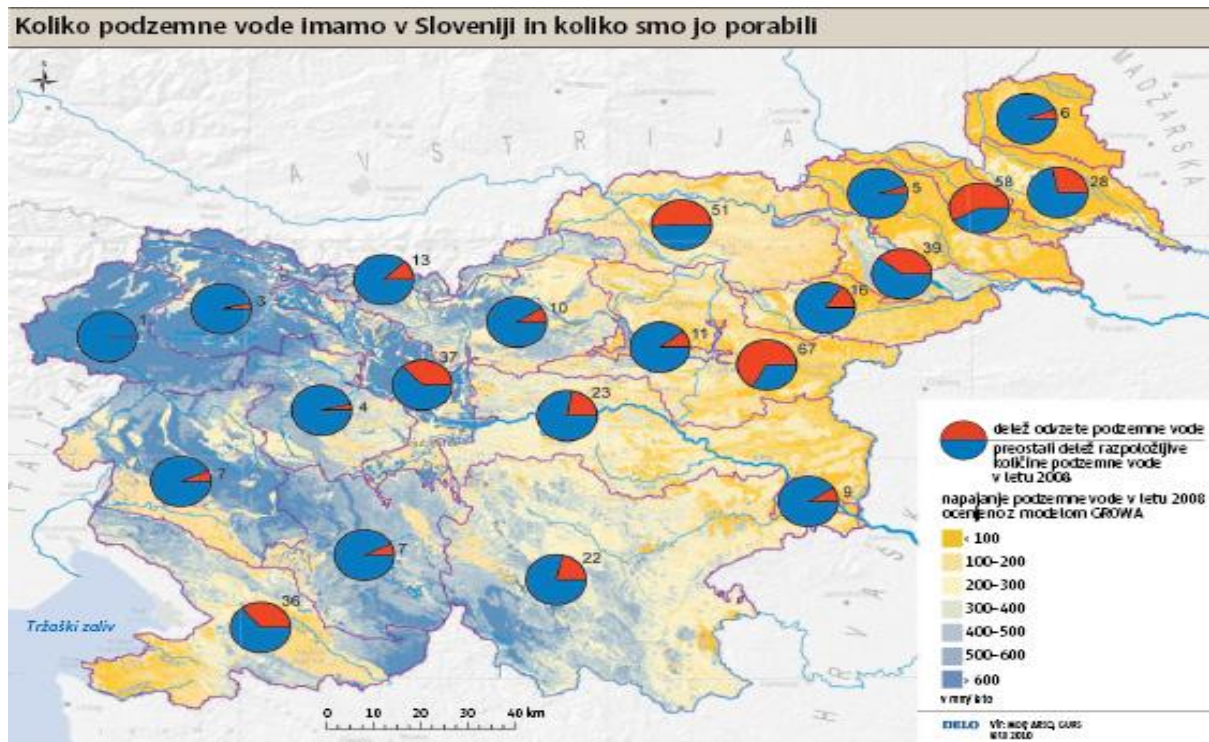 Koliko podzemne vode imamo v Sloveniji in koliko smo jo porabili
A V S T R I J A
MADŽARSKA
6
5
58
28
51
39
13
16
3
10
1
11
37
67
4
23
7
9
7
22
36
Tržaški zaliv
0 10 20 30 40 km
delež odvzete podzemne vode
preostali delež razpoložljive
količine podzemne vode
v letu 2008
napajanje podzemne vode v letu 2008
ocenjeno z modelom GROWA
< 100
100–200
200–300
300–400
400–500
500–600
> 600
DELO